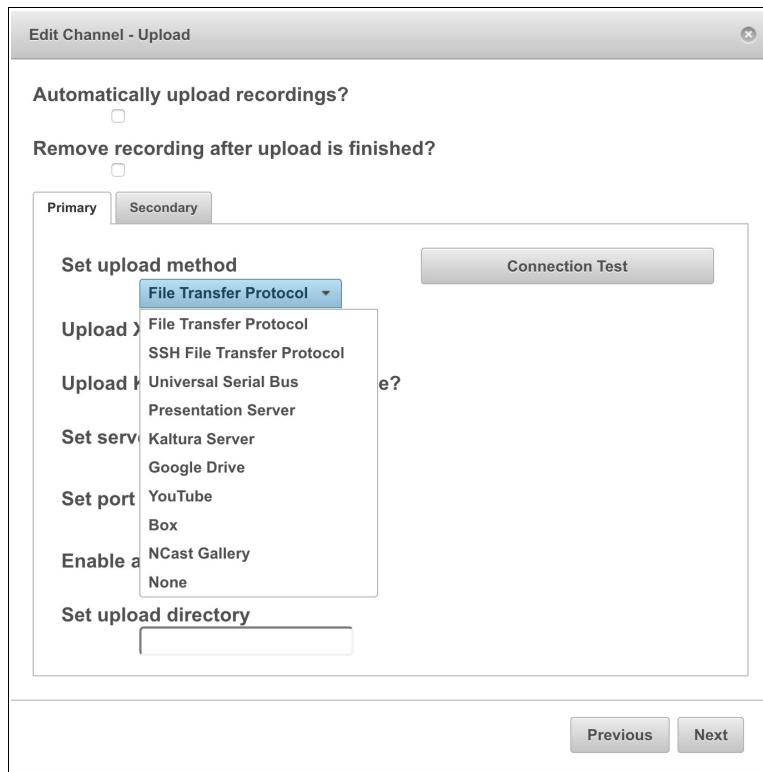 Edit Channel - Upload
Automatically upload recordings?
Remove recording after upload is finished?
Primary Secondary
Set upload method
Connection Test
File Transfer Protocol
File Transfer Protocol
SSH File Transfer Protocol
Universal Serial Bus
Presentation Server
Kaltura Server
Google Drive
YouTube
Box
NCast Gallery
None
Upload
Upload e?
Set
Set port
Enable
Set upload directory
Previous Next